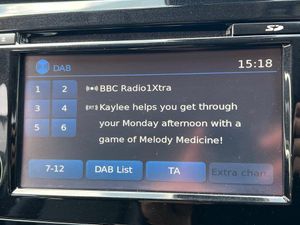 SD
DAB
15:18
1 2
BBC Radio1Xtra
3 4
Kaylee helps you get through
your Monday afternoon with a
5 6
game of Melody Medicine!
7-12
DAB List
TA
Extra chan